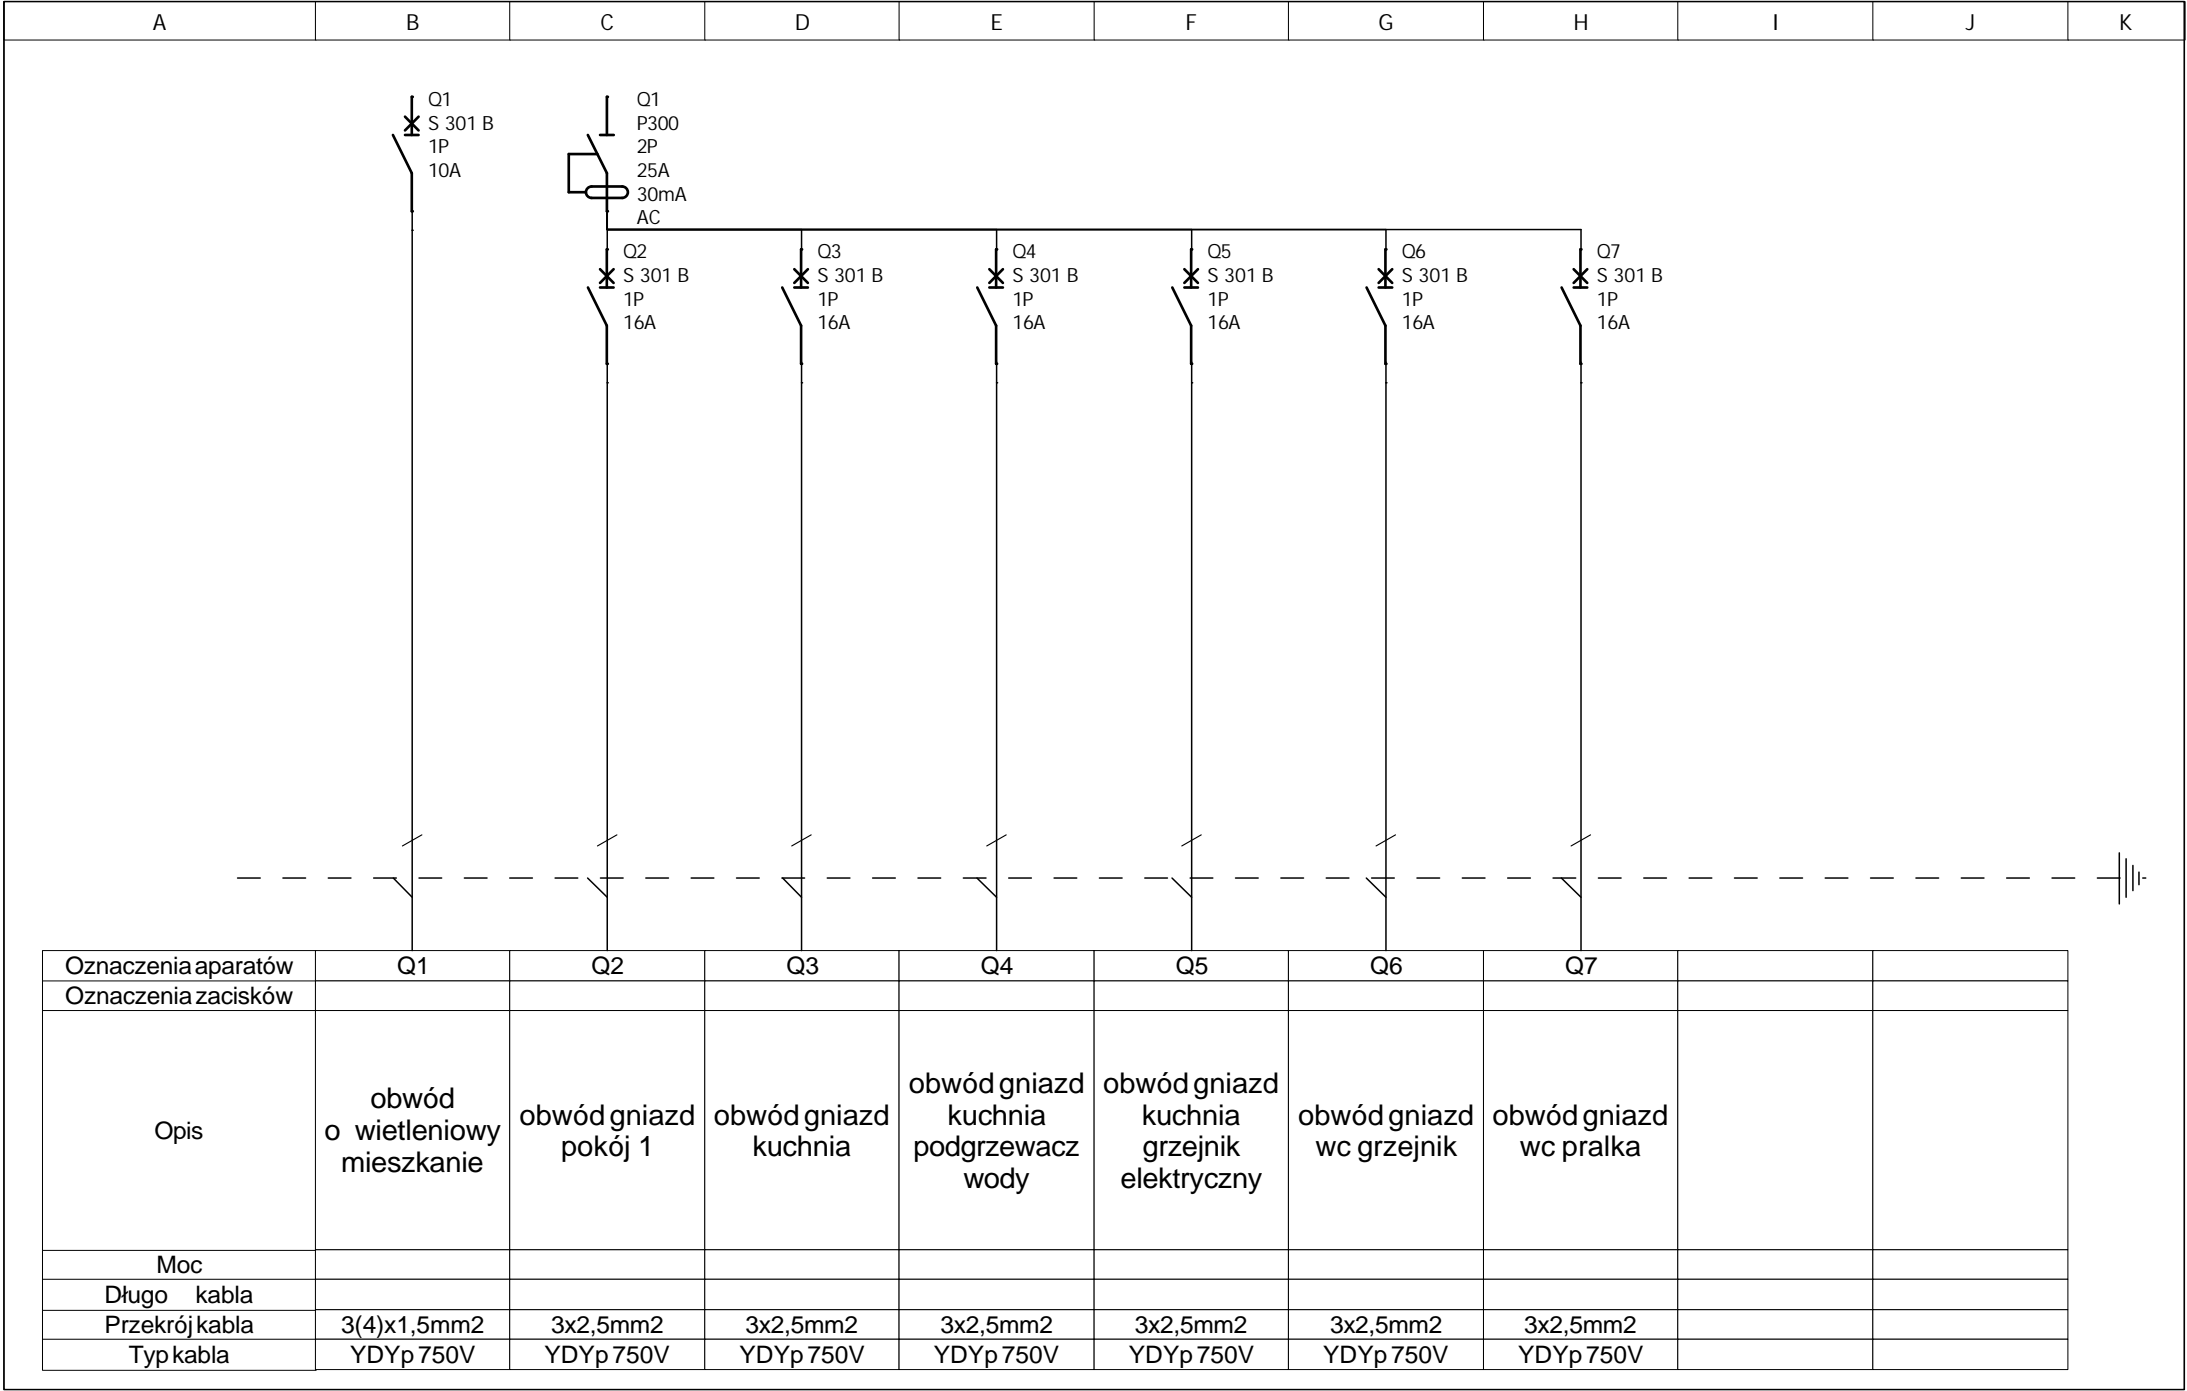 A B C D E F G H I J K
Q1
S 301 B
1P
10A
Q1
P300
2P
25A
30mA
AC
Q2
S 301 B
1P
16A
Q3
S 301 B
1P
16A
Q4
S 301 B
1P
16A
Q5
S 301 B
1P
16A
Q6
S 301 B
1P
16A
Q7
S 301 B
1P
16A
Oznaczenia aparatów Q1 Q2 Q3 Q4 Q5 Q6 Q7
Oznaczenia zacisków
Opis
obwód
o wietleniowy
mieszkanie
obwód gniazd
pokój 1
obwód gniazd
kuchnia
obwód gniazd
kuchnia
podgrzewacz
wody
obwód gniazd
kuchnia
grzejnik
elektryczny
obwód gniazd
wc grzejnik
obwód gniazd
wc pralka
Moc
Długo kabla
Przekrój kabla 3(4)x1,5mm2 3x2,5mm2 3x2,5mm2 3x2,5mm2 3x2,5mm2 3x2,5mm2 3x2,5mm2
Typ kabla YDYp 750V YDYp 750V YDYp 750V YDYp 750V YDYp 750V YDYp 750V YDYp 750V